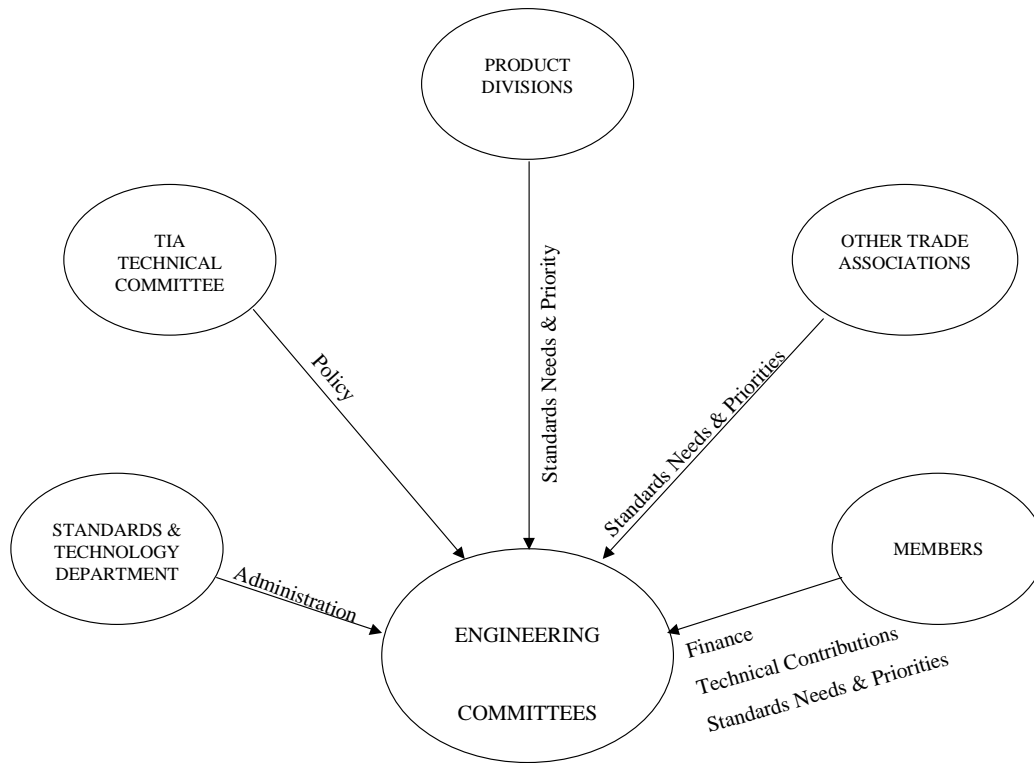 PRODUCT
DIVISIONS
TIA
TECHNICAL
COMMITTEE
OTHER TRADE
ASSOCIATIONS
Policy
Standards Needs & Priority
Standards Needs & Priorities
STANDARDS &
TECHNOLOGY
DEPARTMENT
MEMBERS
Administration
ENGINEERING
COMMITTEES
Finance
Technical Contributions
Standards Needs & Priorities